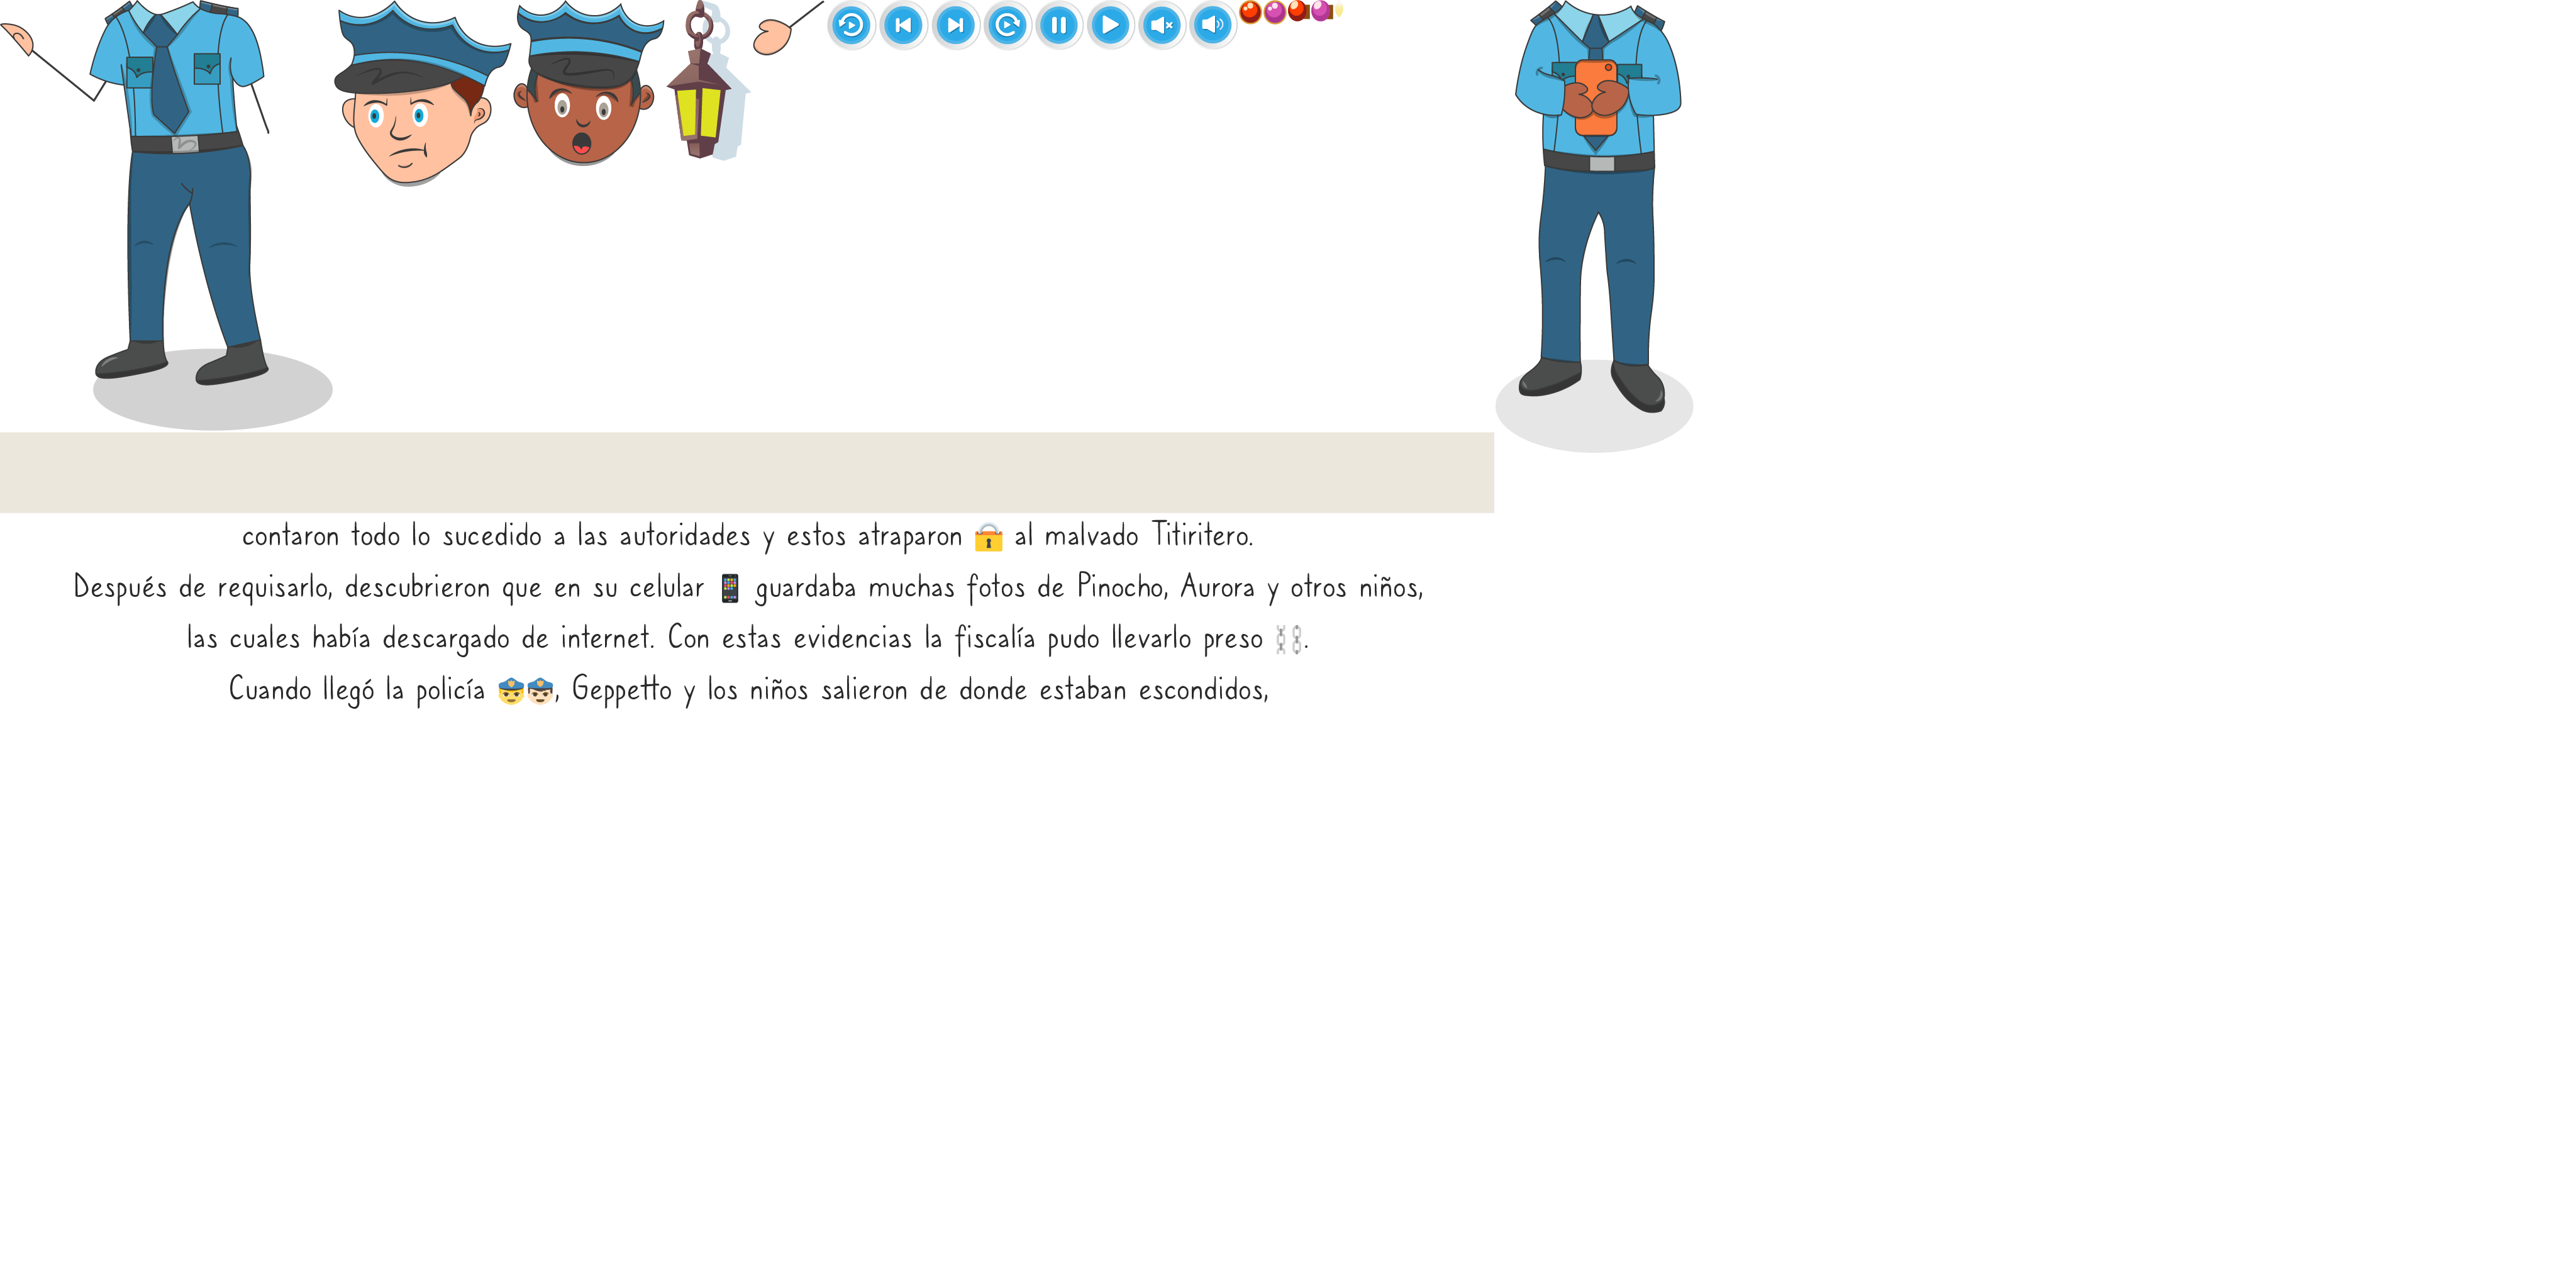 contaron todo lo sucedido a las autoridades y estos atraparon 🔒 al malvado Titiritero.
Después de requisarlo, descubrieron que en su celular 📱 guardaba muchas fotos de Pinocho, Aurora y otros niños,
las cuales había descargado de internet. Con estas evidencias la fiscalía pudo llevarlo preso ⛓️.
Cuando llegó la policía 👮👮🏻, Geppetto y los niños salieron de donde estaban escondidos,